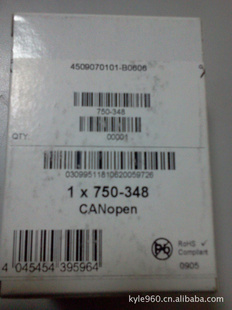 4509070101-B0606
750-348
QTY:
00001
03099511810620059726
1 x 750-348
CANopen
RoHS ✓
Compliant
0905
4 045454 395964
kyle960.cn.alibaba.com